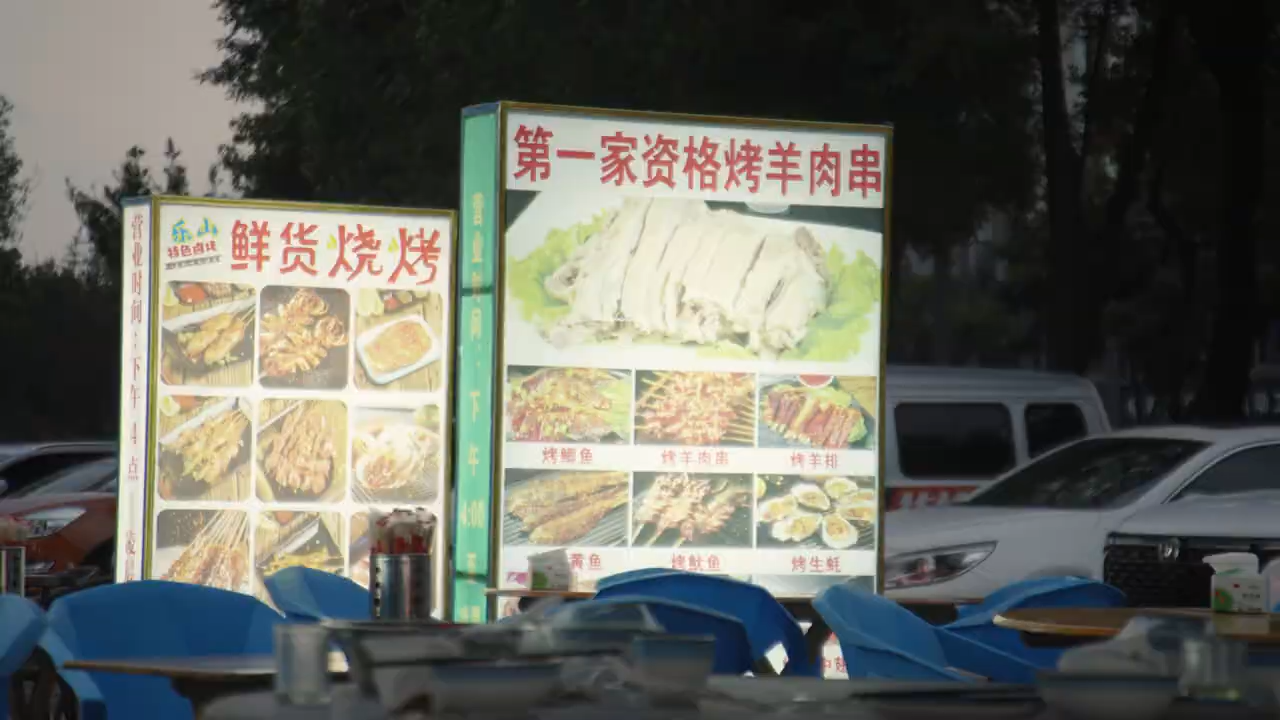 第一家资格烤羊肉串
烤鲫鱼 烤羊肉串 烤羊排
黄鱼 烤鱿鱼 烤生蚝
营业时间:下午4:00
乐山
特色卤味
鲜货烧烤
营业时间:下午4点